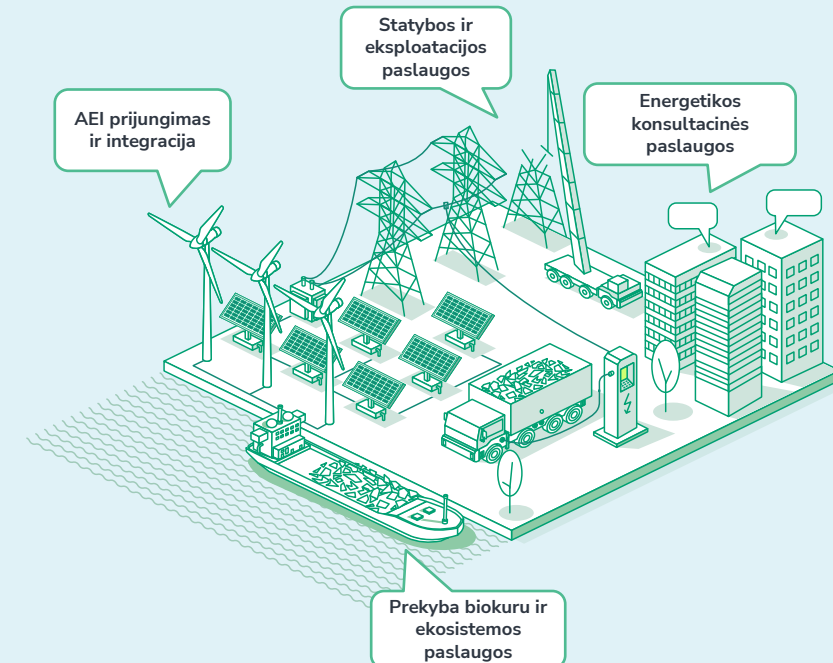 Statybos ir
eksploatacijos
paslaugos
AEI prijungimas
ir integracija
Energetikos
konsultacinės
paslaugos
Prekyba biokuru ir
ekosistemos
paslaugos